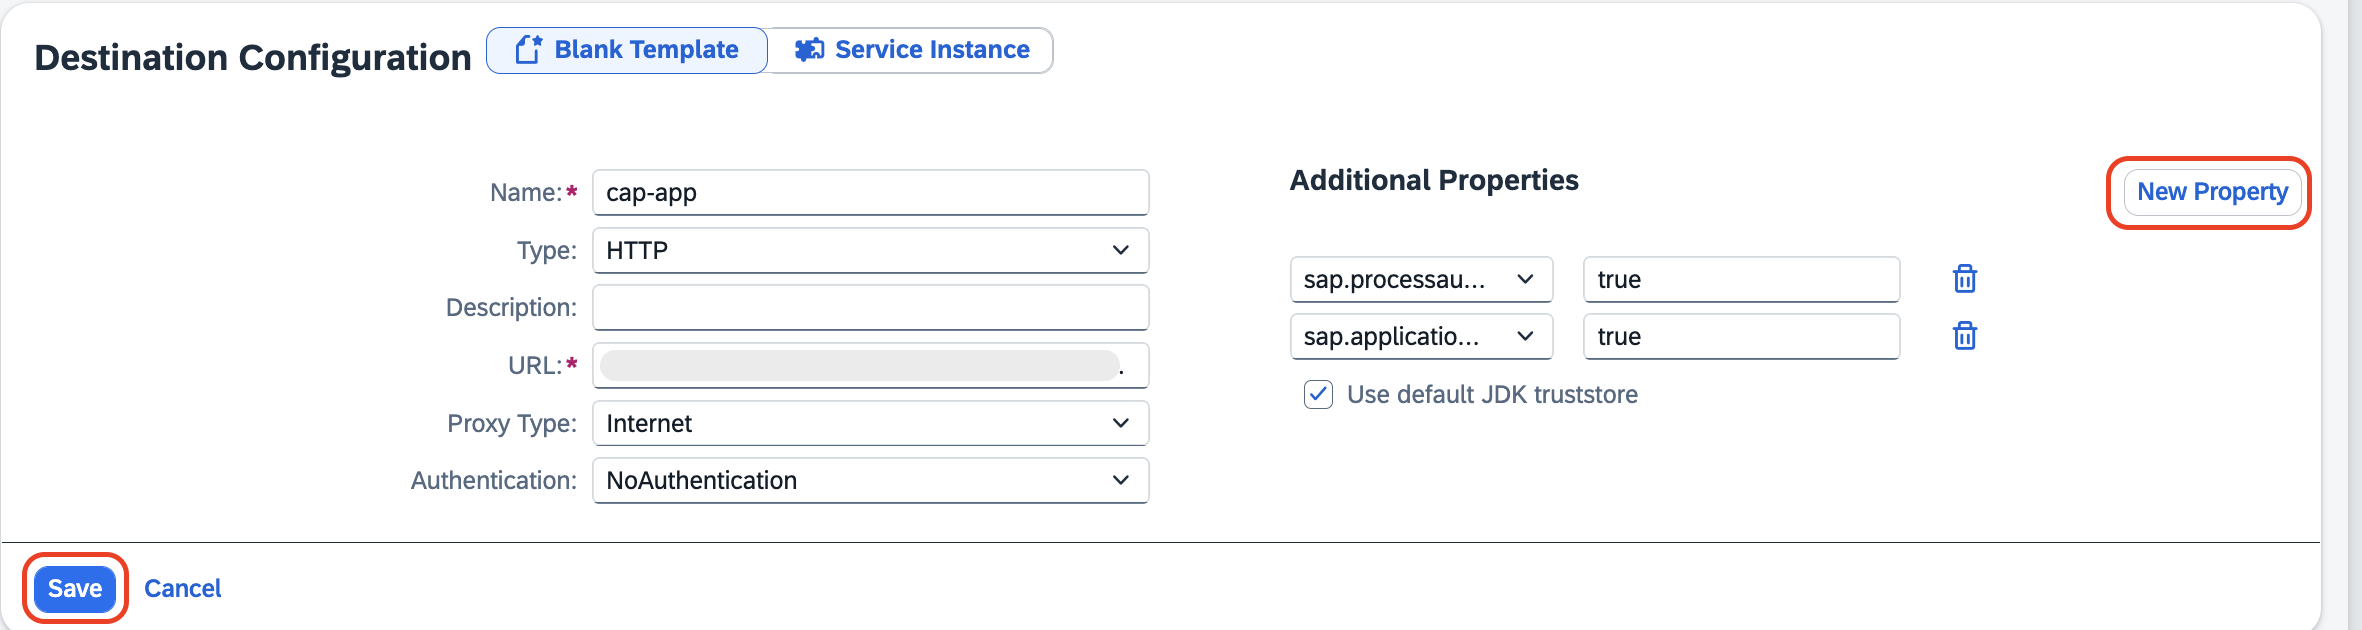 Destination Configuration
Blank Template
Service Instance
Name:*
cap-app
Type:
HTTP
Description:
URL:*
.
Proxy Type:
Internet
Authentication:
NoAuthentication
Additional Properties
New Property
sap.processau...
true
sap.applicatio...
true
Use default JDK truststore
Save
Cancel